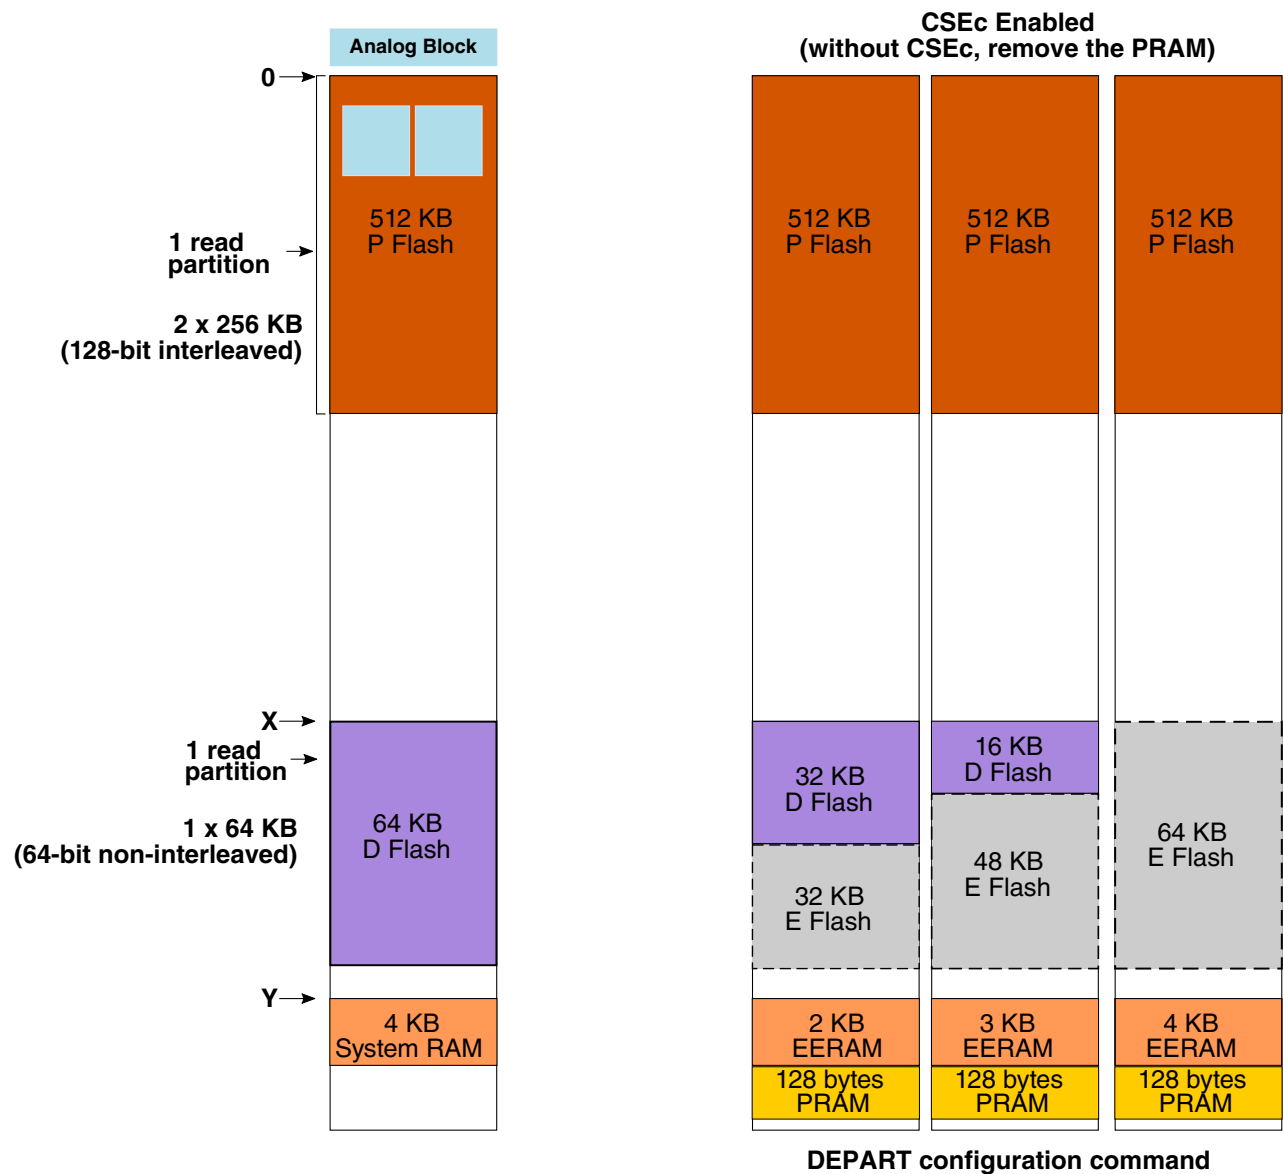 CSEc Enabled
(without CSEc, remove the PRAM)
Analog Block
0
512 KB
P Flash
1 read
partition
2 x 256 KB
(128-bit interleaved)
512 KB
P Flash
512 KB
P Flash
512 KB
P Flash
X
1 read
partition
1 x 64 KB
(64-bit non-interleaved)
64 KB
D Flash
32 KB
D Flash
32 KB
E Flash
16 KB
D Flash
48 KB
E Flash
64 KB
E Flash
Y
4 KB
System RAM
2 KB
EERAM
128 bytes
PRAM
3 KB
EERAM
128 bytes
PRAM
4 KB
EERAM
128 bytes
PRAM
DEPART configuration command